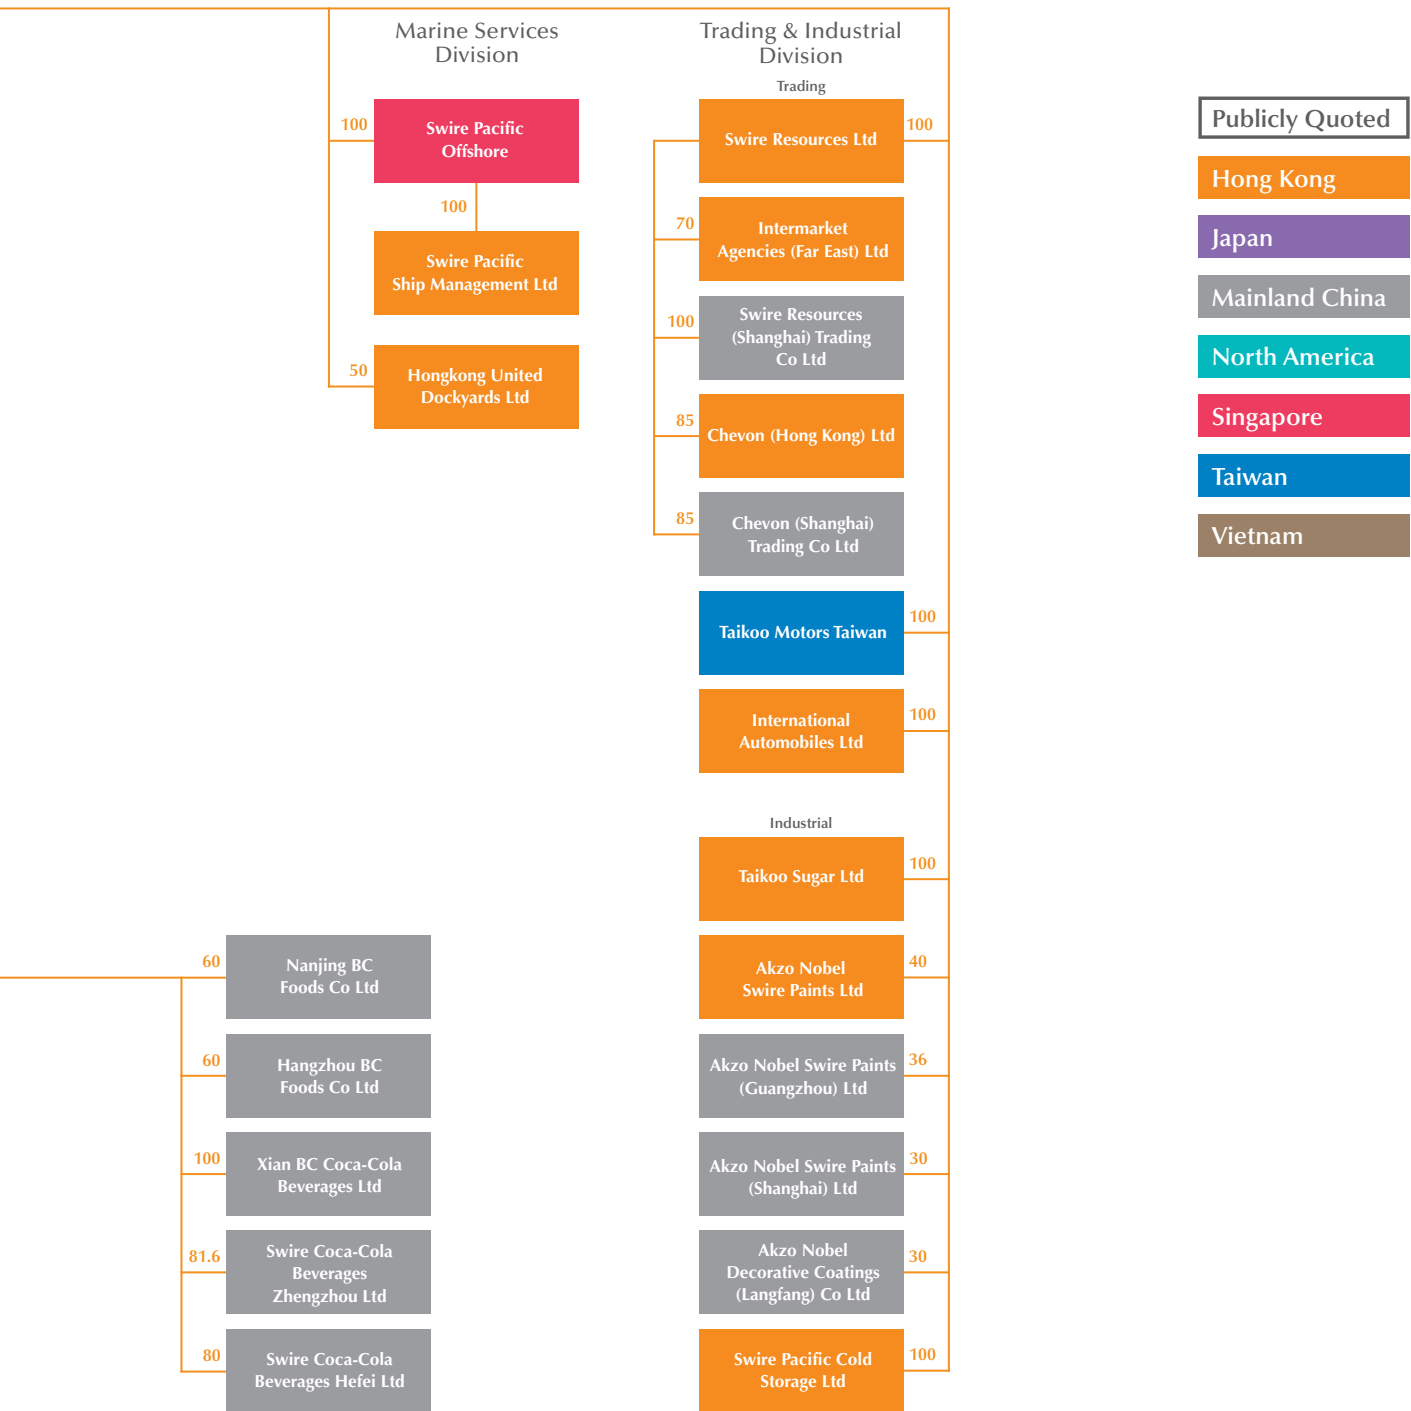 Marine Services
Division
100
Swire Pacific
Offshore
100
Swire Pacific
Ship Management Ltd
50
Hongkong United
Dockyards Ltd
Trading & Industrial
Division
Trading
Swire Resources Ltd
100
70
Intermarket
Agencies (Far East) Ltd
100
Swire Resources
(Shanghai) Trading
Co Ltd
85
Chevon (Hong Kong) Ltd
85
Chevon (Shanghai)
Trading Co Ltd
Taikoo Motors Taiwan
100
International
Automobiles Ltd
100
Industrial
Taikoo Sugar Ltd
100
Akzo Nobel
Swire Paints Ltd
40
Akzo Nobel Swire Paints
(Guangzhou) Ltd
36
Akzo Nobel Swire Paints
(Shanghai) Ltd
30
Akzo Nobel
Decorative Coatings
(Langfang) Co Ltd
30
Swire Pacific Cold
Storage Ltd
100
60
Nanjing BC
Foods Co Ltd
60
Hangzhou BC
Foods Co Ltd
100
Xian BC Coca-Cola
Beverages Ltd
81.6
Swire Coca-Cola
Beverages
Zhengzhou Ltd
80
Swire Coca-Cola
Beverages Hefei Ltd
Publicly Quoted
Hong Kong
Japan
Mainland China
North America
Singapore
Taiwan
Vietnam